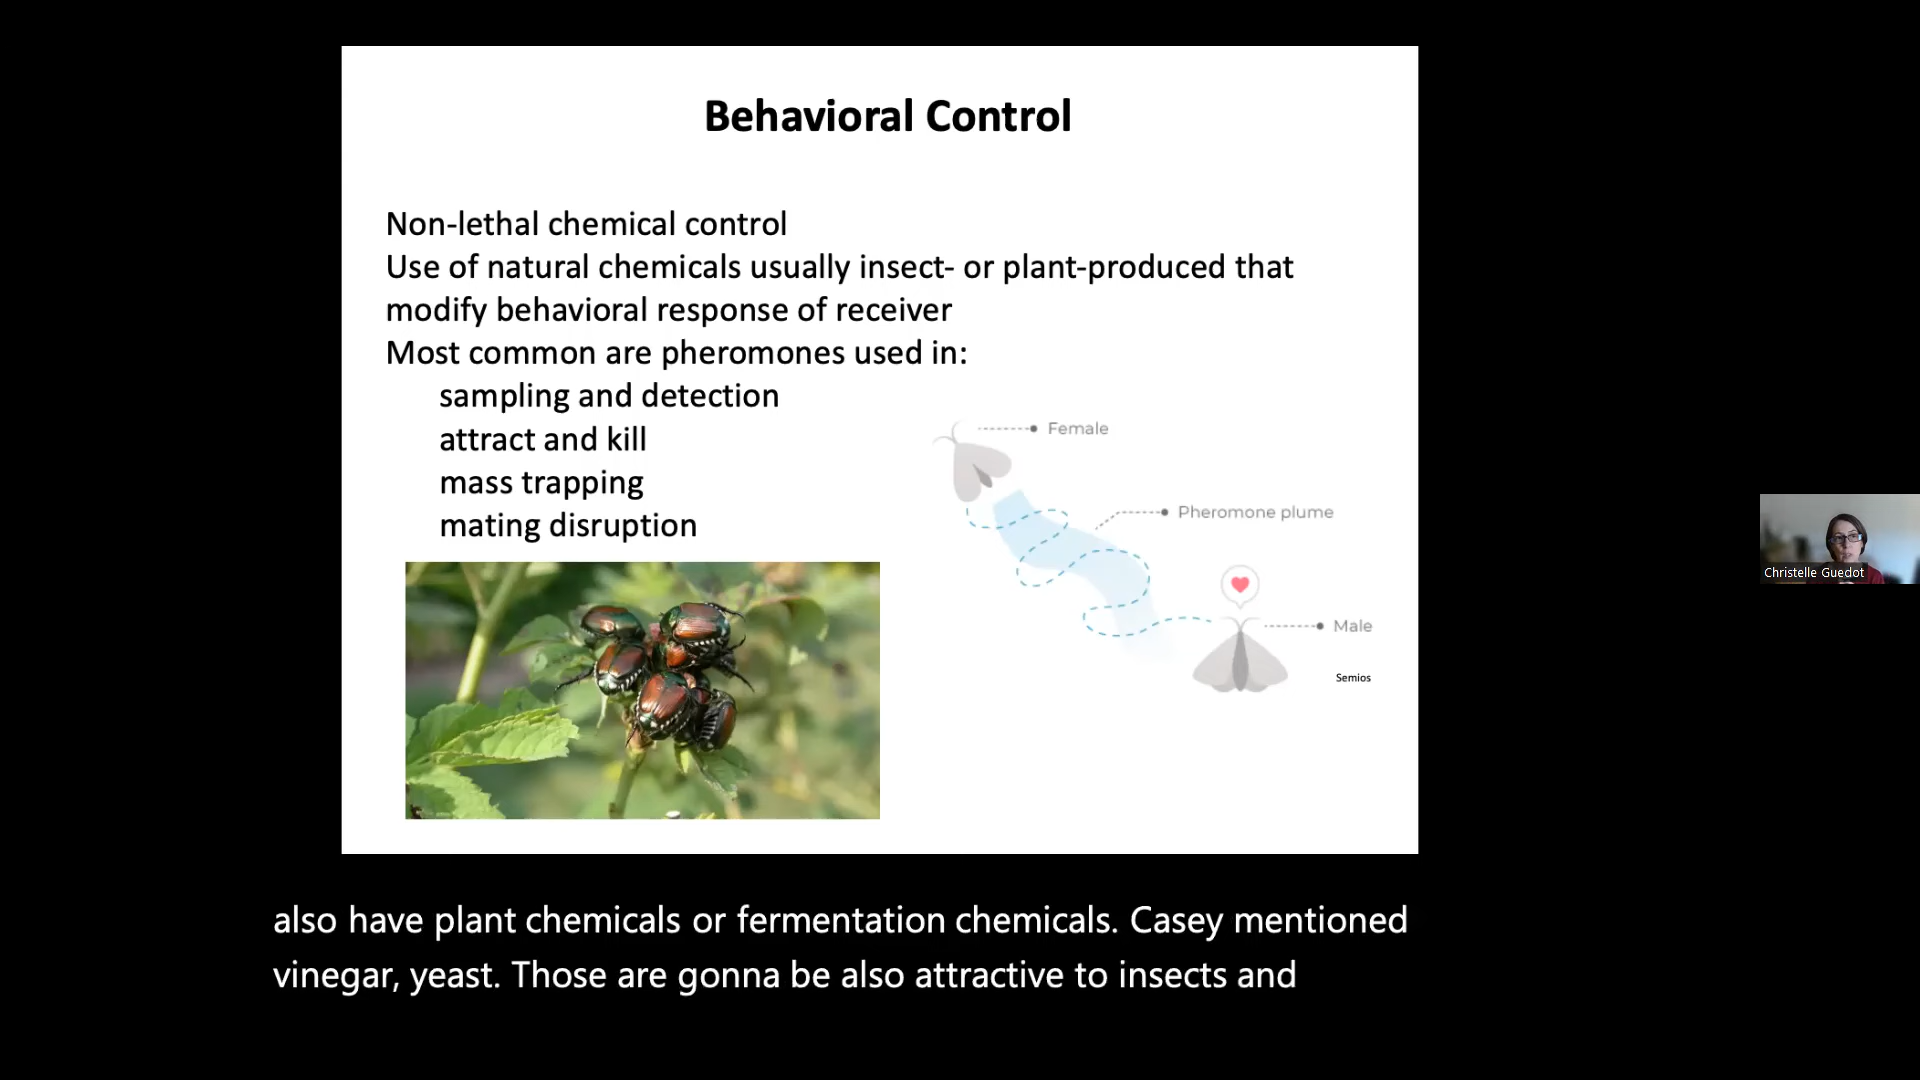 Behavioral Control
Non-lethal chemical control
Use of natural chemicals usually insect- or plant-produced that
modify behavioral response of receiver
Most common are pheromones used in:
sampling and detection
attract and kill
mass trapping
mating disruption
Female
Pheromone plume
Male
Semios
Christelle Guedot
also have plant chemicals or fermentation chemicals. Casey mentioned
vinegar, yeast. Those are gonna be also attractive to insects and